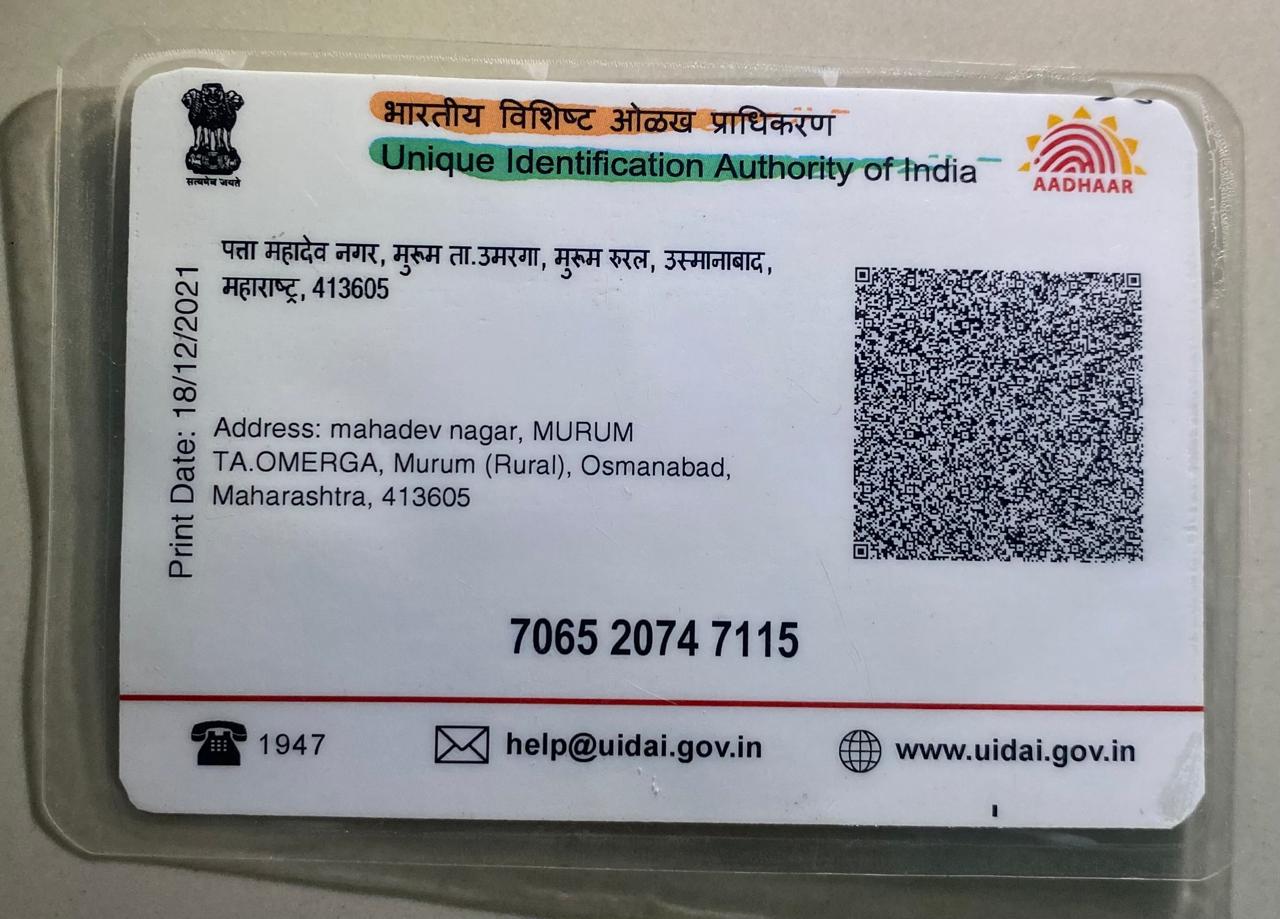 भारतीय विशिष्ट ओळख प्राधिकरण
Unique Identification Authority of India
सत्यमेव जयते
AADHAAR
पत्ता महादेव नगर, मुरूम ता.उमरगा, मुरूम रुरल, उस्मानाबाद,
महाराष्ट्र, 413605
Print Date: 18/12/2021
Address: mahadev nagar, MURUM
TA.OMERGA, Murum (Rural), Osmanabad,
Maharashtra, 413605
7065 2074 7115
1947
help@uidai.gov.in
www.uidai.gov.in